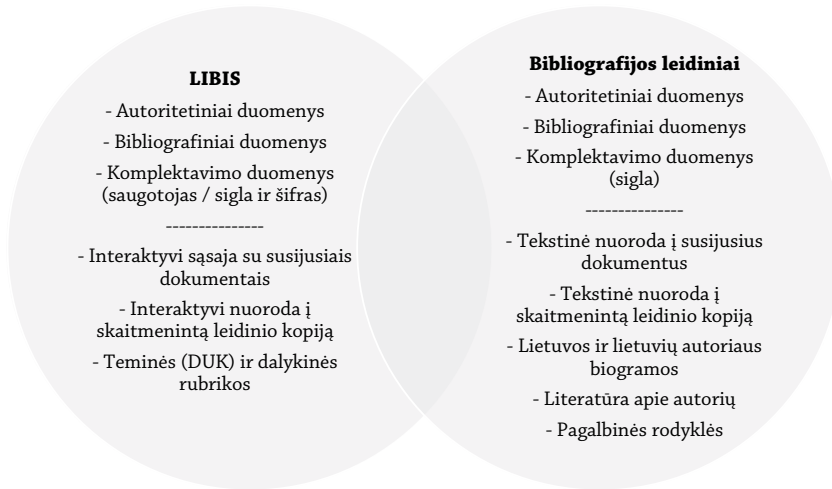 LIBIS
- Autoritetiniai duomenys
- Bibliografiniai duomenys
- Komplektavimo duomenys
(saugotojas / sigla ir šifras)
---------------
- Interaktyvi sąsaja su susijusiais
dokumentais
- Interaktyvi nuoroda į
skaitmenintą leidinio kopiją
- Teminės (DUK) ir dalykinės
rubrikos
Bibliografijos leidiniai
- Autoritetiniai duomenys
- Bibliografiniai duomenys
- Komplektavimo duomenys
(sigla)
---------------
- Tekstinė nuoroda į susijusius
dokumentus
- Tekstinė nuoroda į
skaitmenintą leidinio kopiją
- Lietuvos ir lietuvių autoriaus
biogramos
- Literatūra apie autorių
- Pagalbinės rodyklės